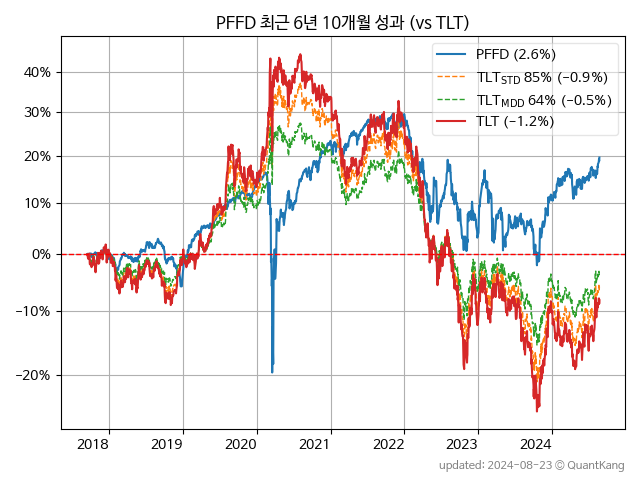 PFFD 최근 6년 10개월 성과 (vs TLT)
PFFD (2.6%)
TLT_STD 85% (−0.9%)
TLT_MDD 64% (−0.5%)
TLT (−1.2%)
40%
30%
20%
10%
0%
−10%
−20%
2018 2019 2020 2021 2022 2023 2024
updated: 2024-08-23 © QuantKang